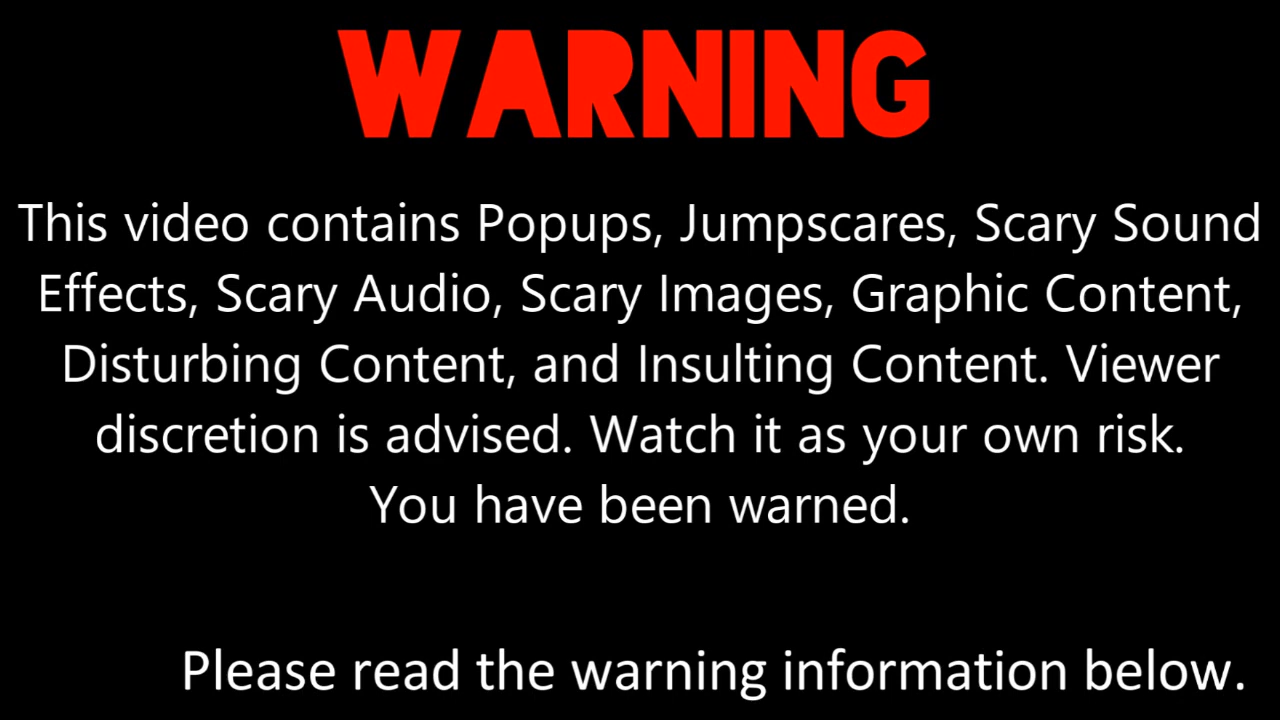 WARNING
This video contains Popups, Jumpscares, Scary Sound
Effects, Scary Audio, Scary Images, Graphic Content,
Disturbing Content, and Insulting Content. Viewer
discretion is advised. Watch it as your own risk.
You have been warned.
Please read the warning information below.